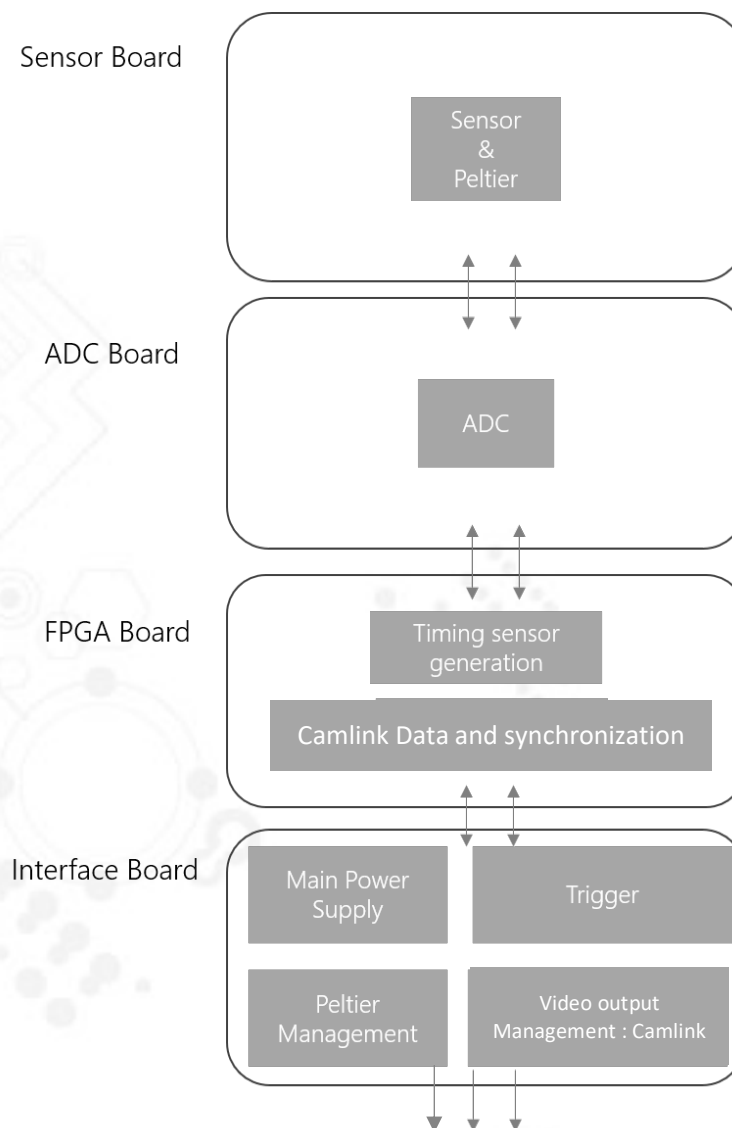 Sensor Board
Sensor
&
Peltier
ADC Board
ADC
FPGA Board
Timing sensor
generation
Camlink Data and synchronization
Interface Board
Main Power
Supply
Trigger
Peltier
Management
Video output
Management : Camlink